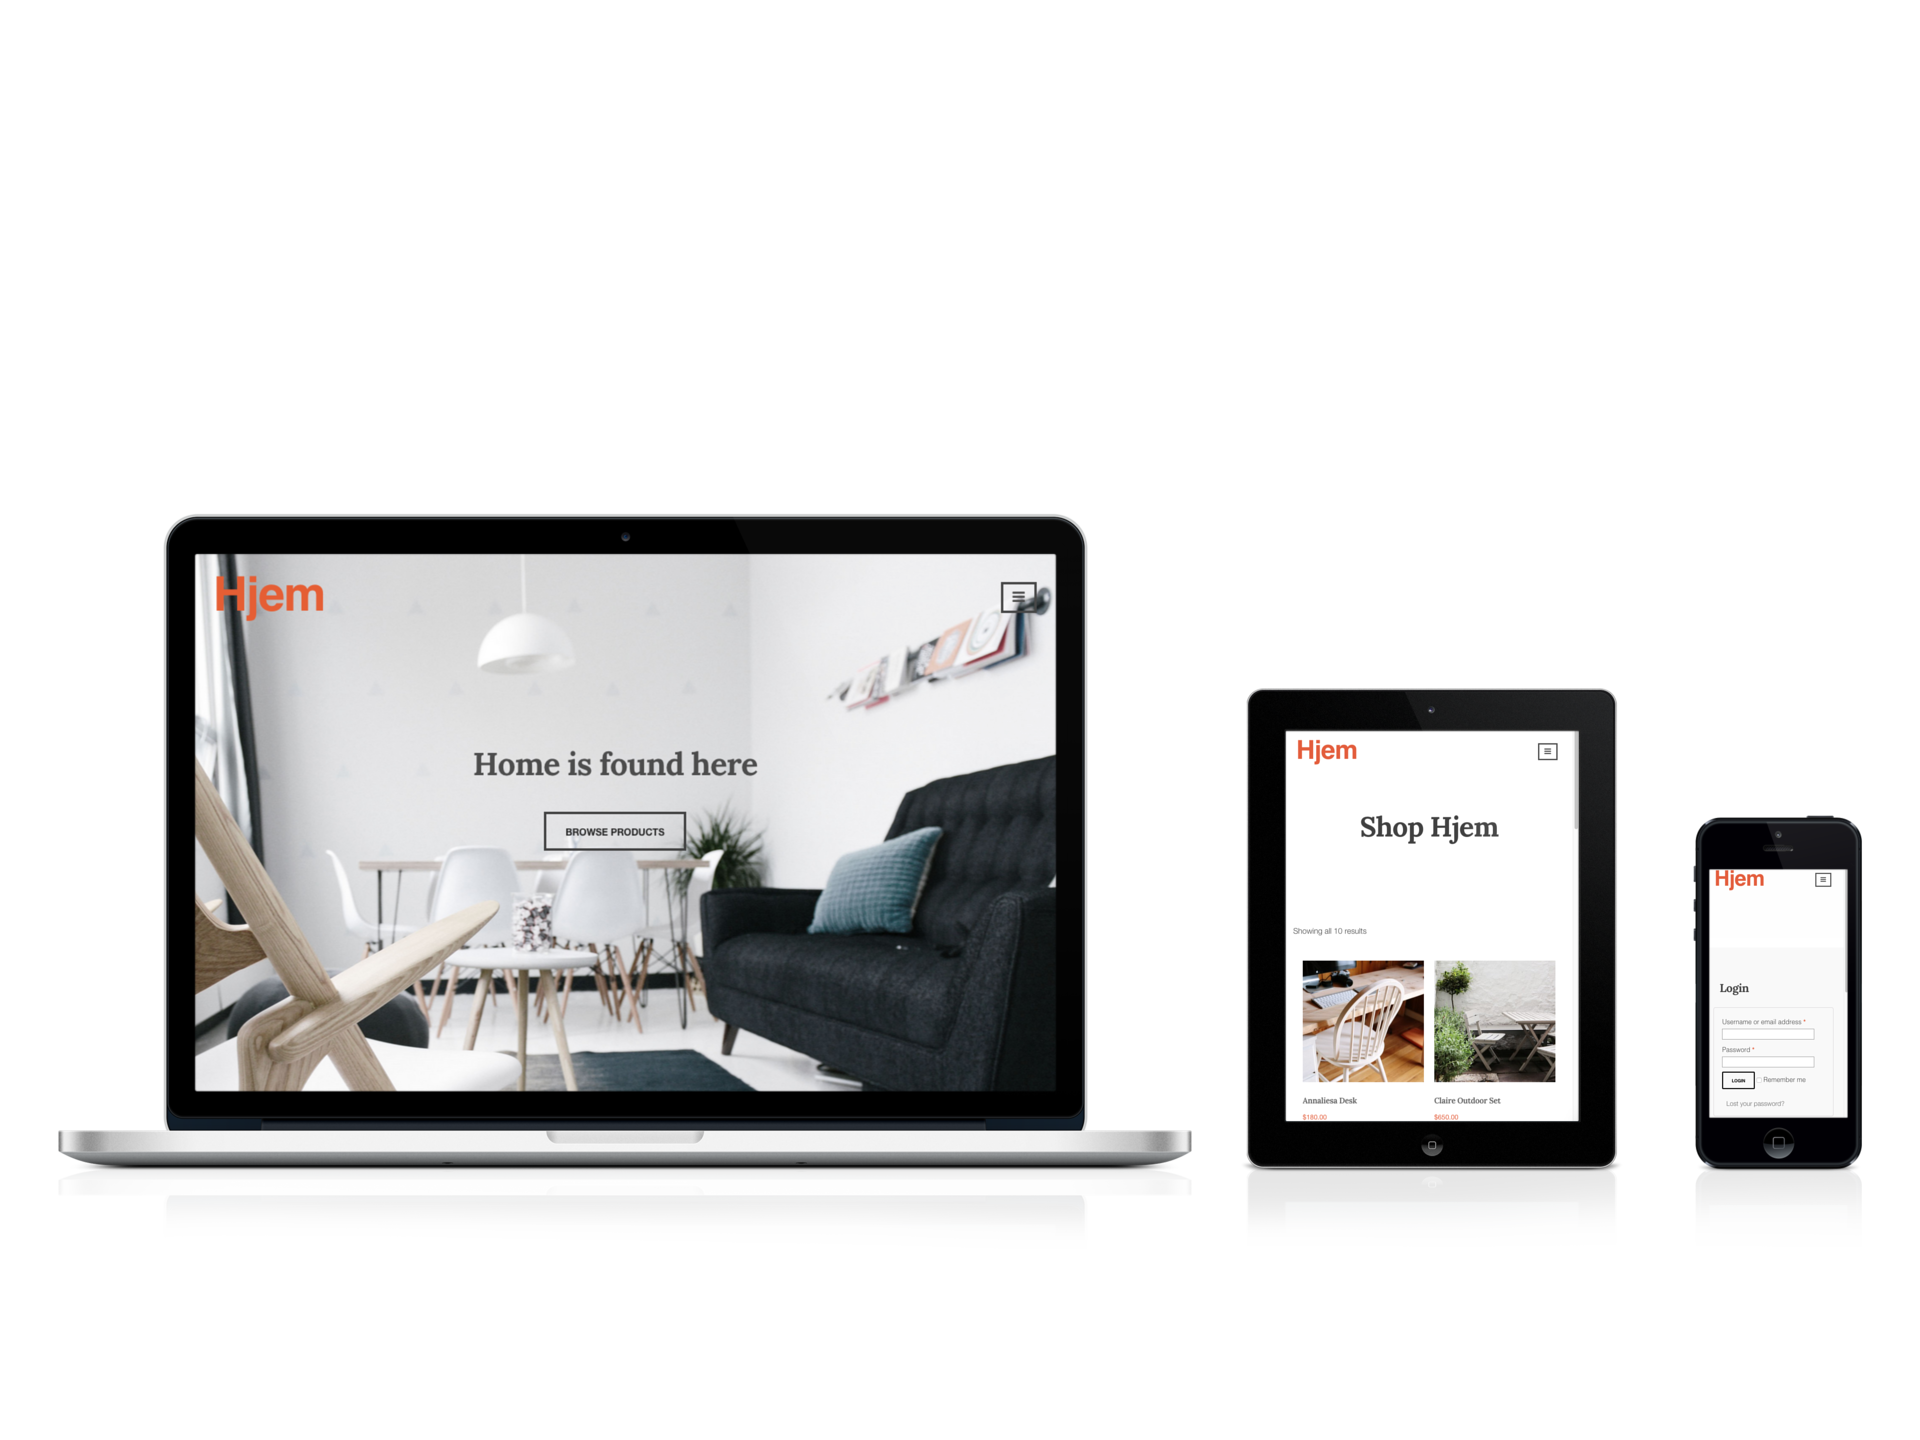 Hjem
Home is found here
BROWSE PRODUCTS
Hjem
Shop Hjem
Showing all 10 results
Annaliesa Desk
$180.00
Claire Outdoor Set
$650.00
Hjem
Login
Username or email address *
Password *
LOGIN
Remember me
Lost your password?